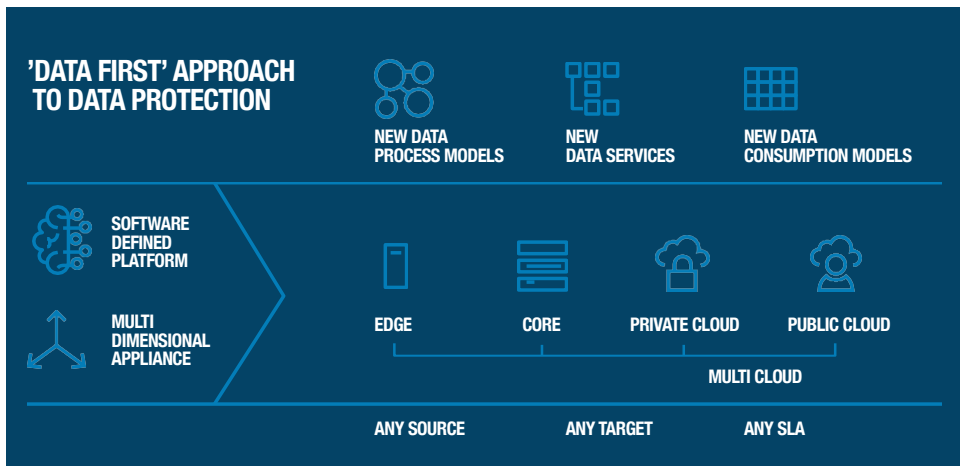 ’DATA FIRST’ APPROACH
TO DATA PROTECTION
NEW DATA
PROCESS MODELS
NEW
DATA SERVICES
NEW DATA
CONSUMPTION MODELS
SOFTWARE
DEFINED
PLATFORM
MULTI
DIMENSIONAL
APPLIANCE
EDGE
CORE
PRIVATE CLOUD
PUBLIC CLOUD
MULTI CLOUD
ANY SOURCE
ANY TARGET
ANY SLA